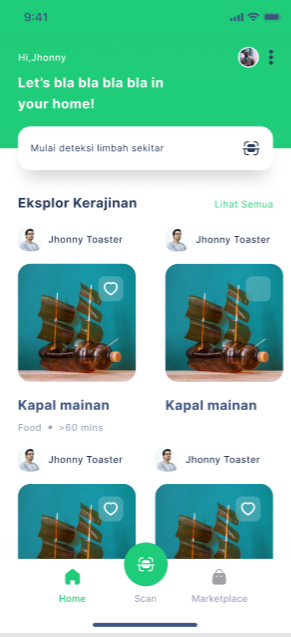 9:41
Hi,Jhonny
Let's bla bla bla bla in
your home!
Mulai deteksi limbah sekitar
Eksplor Kerajinan
Lihat Semua
Jhonny Toaster
Jhonny Toaster
Kapal mainan
Kapal mainan
Food • >60 mins
Jhonny Toaster
Jhonny Toaster
Home
Scan
Marketplace